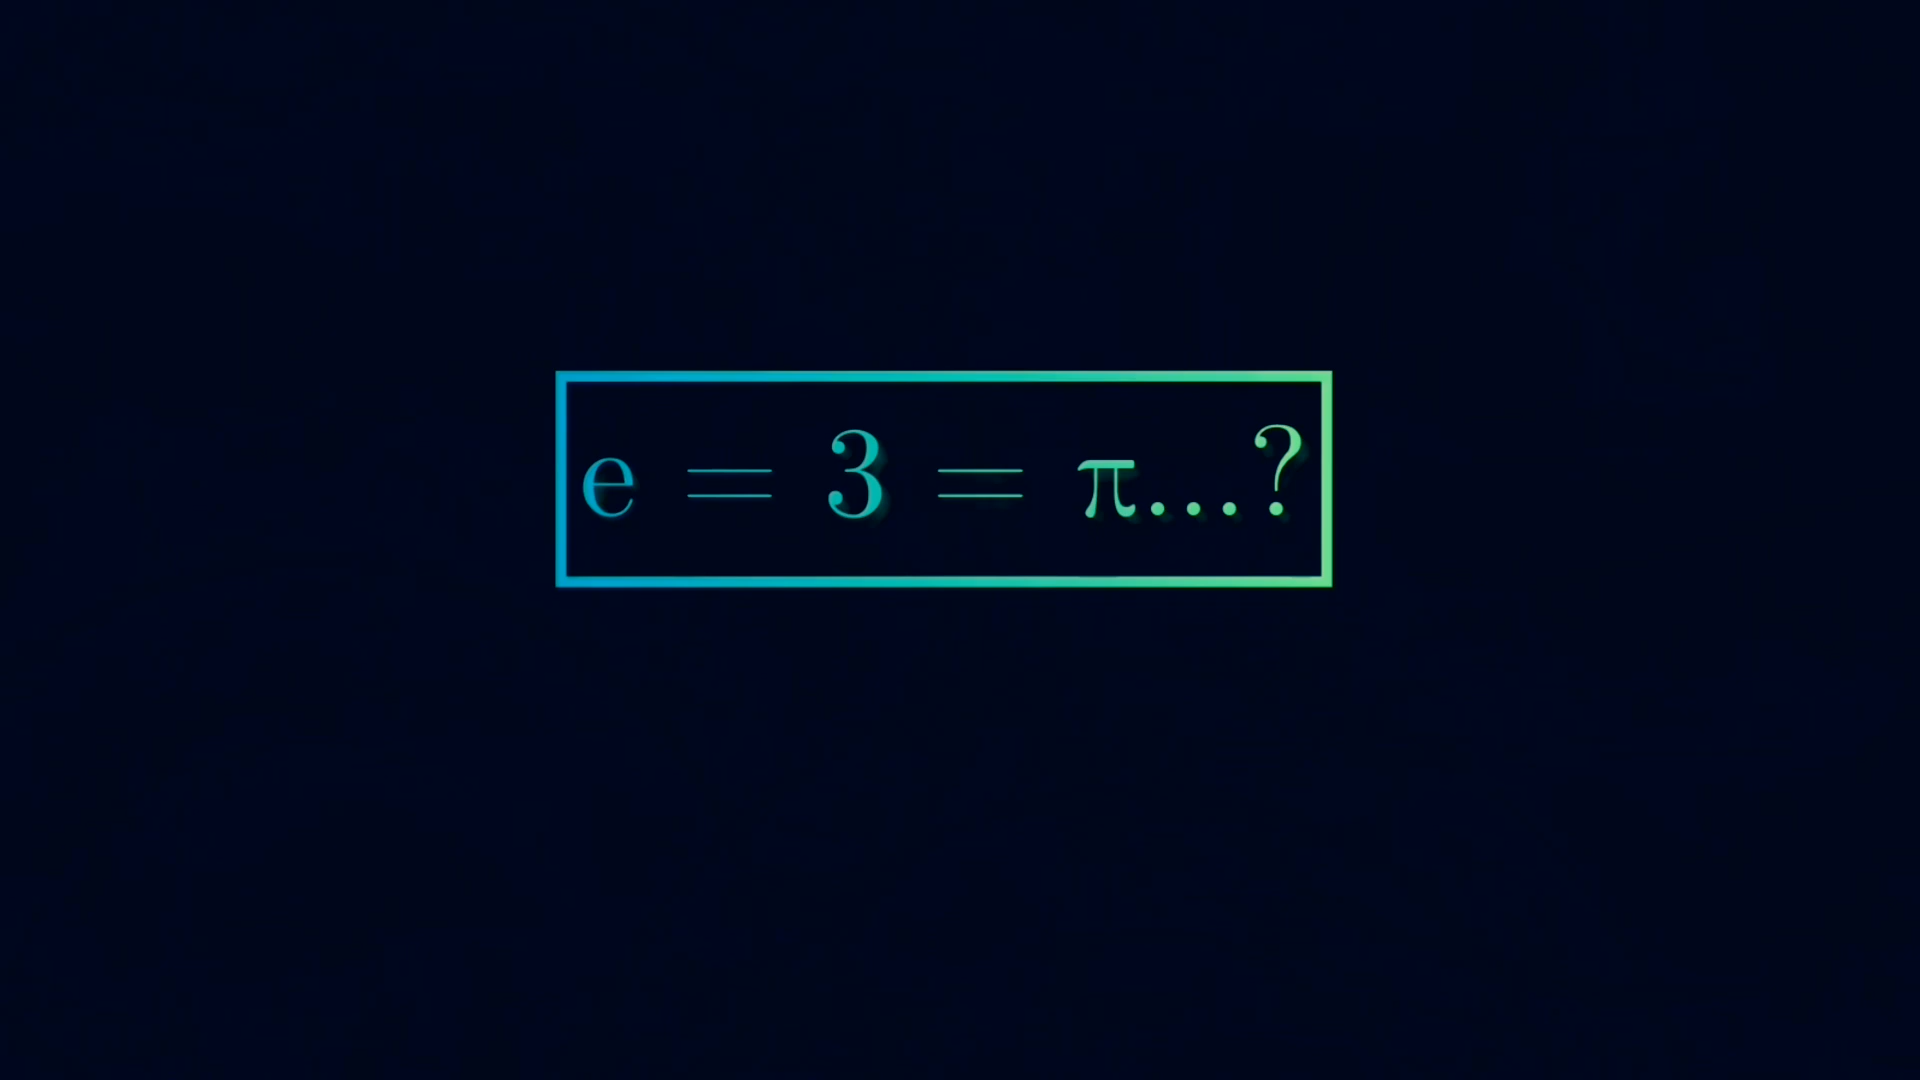 e = 3 = π...?